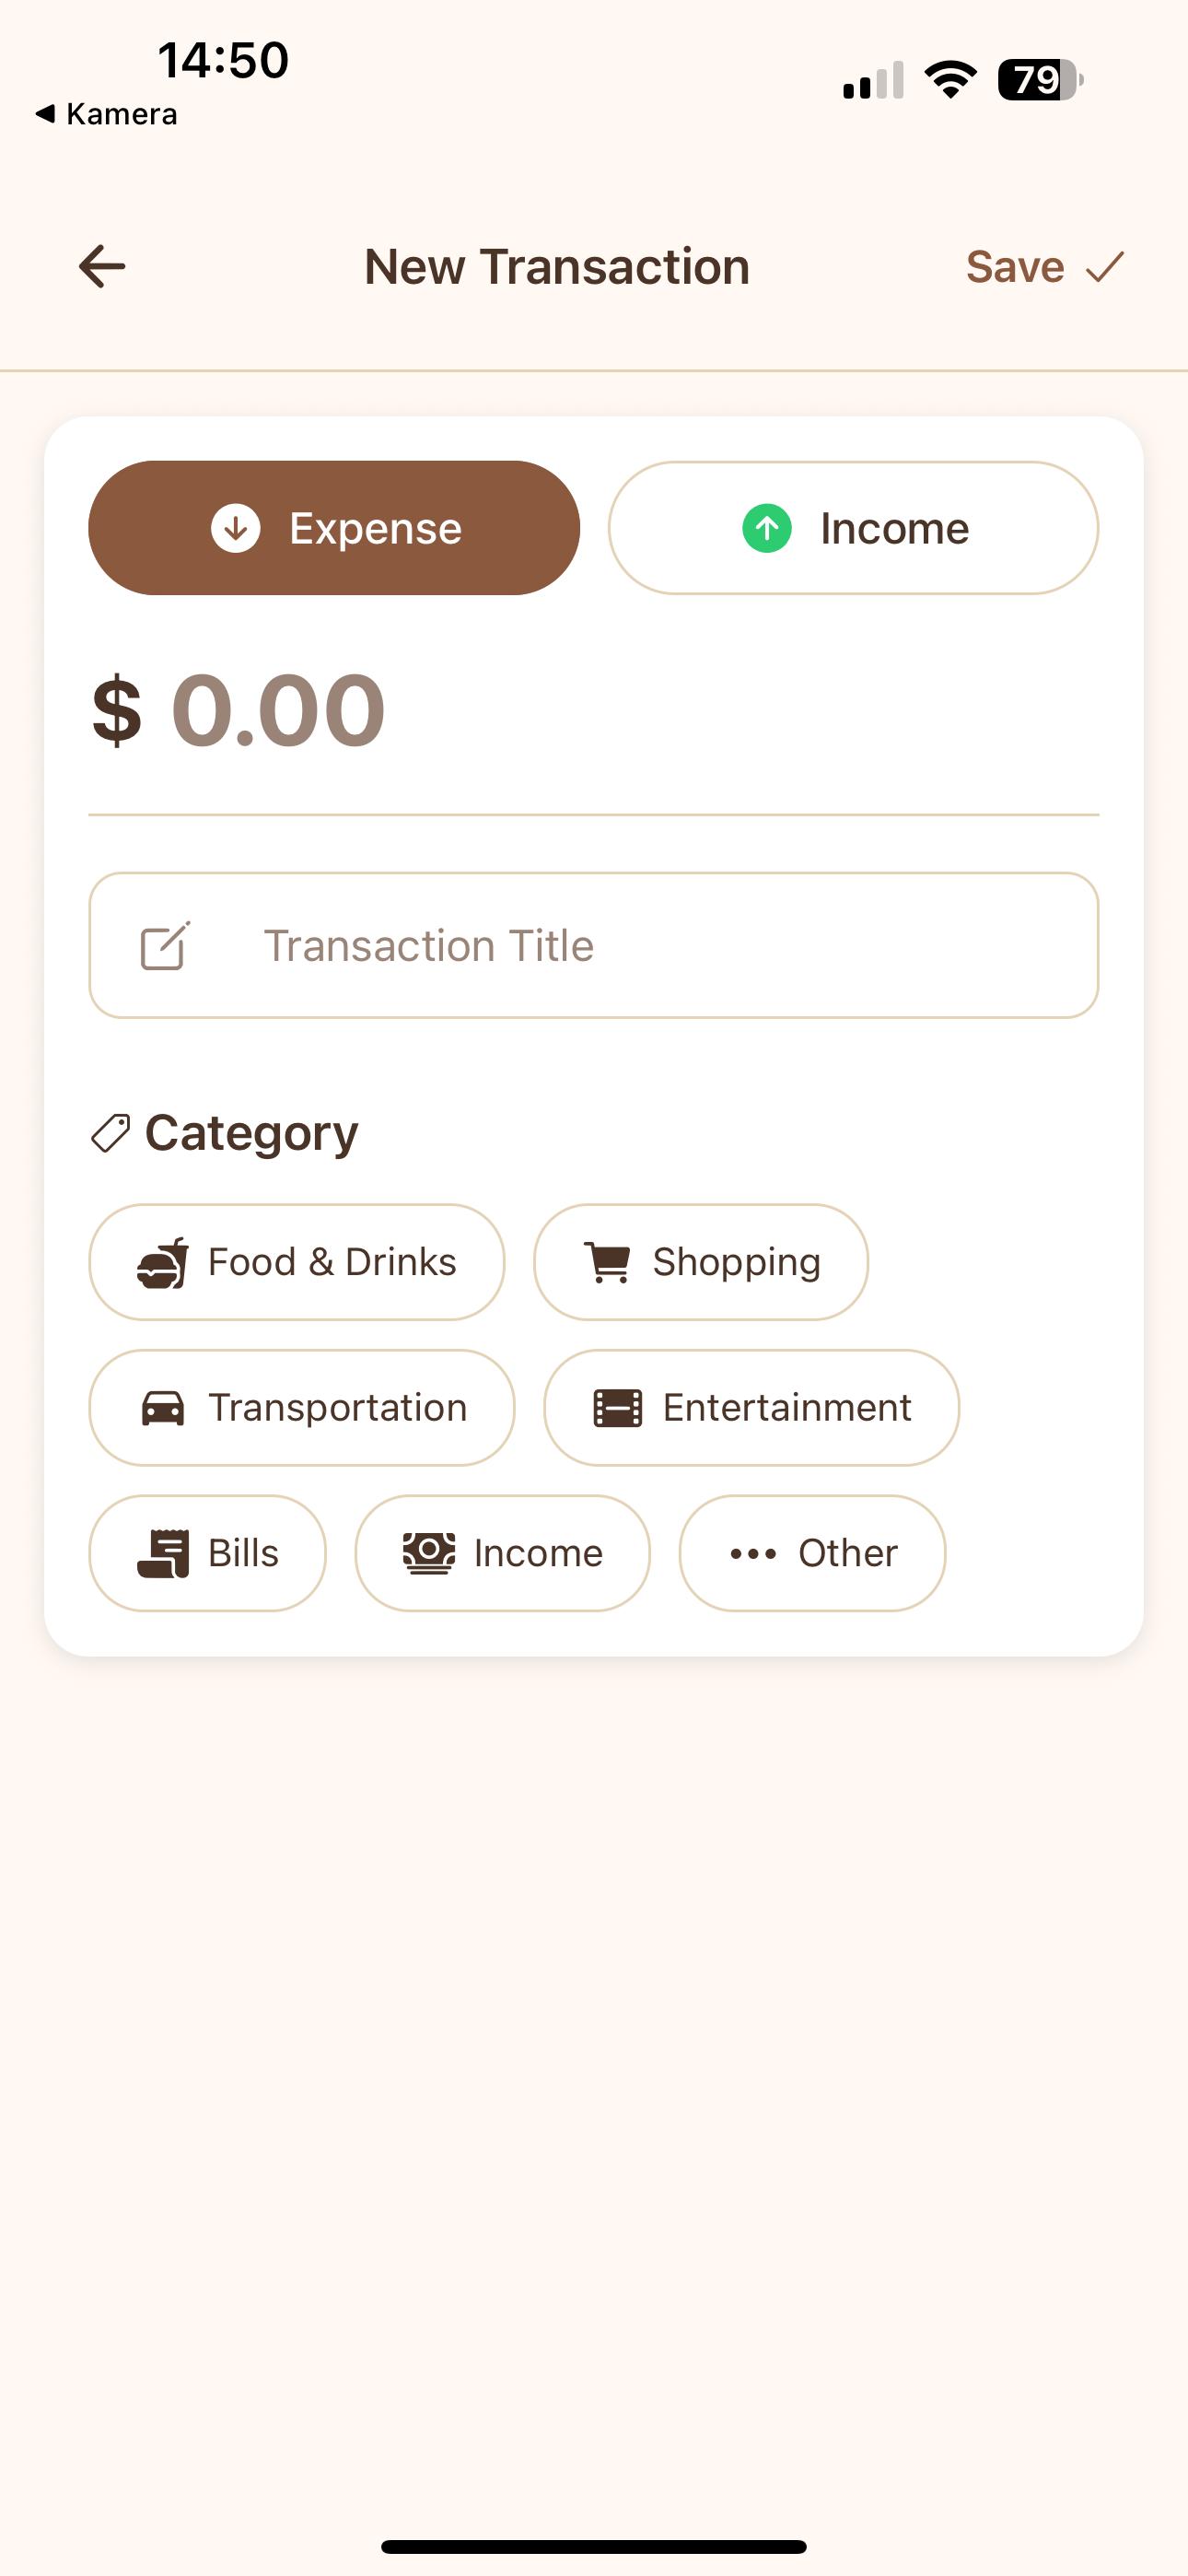 14:50
79
◀ Kamera
New Transaction
Save
Expense
Income
$ 0.00
Transaction Title
Category
Food & Drinks
Shopping
Transportation
Entertainment
Bills
Income
Other